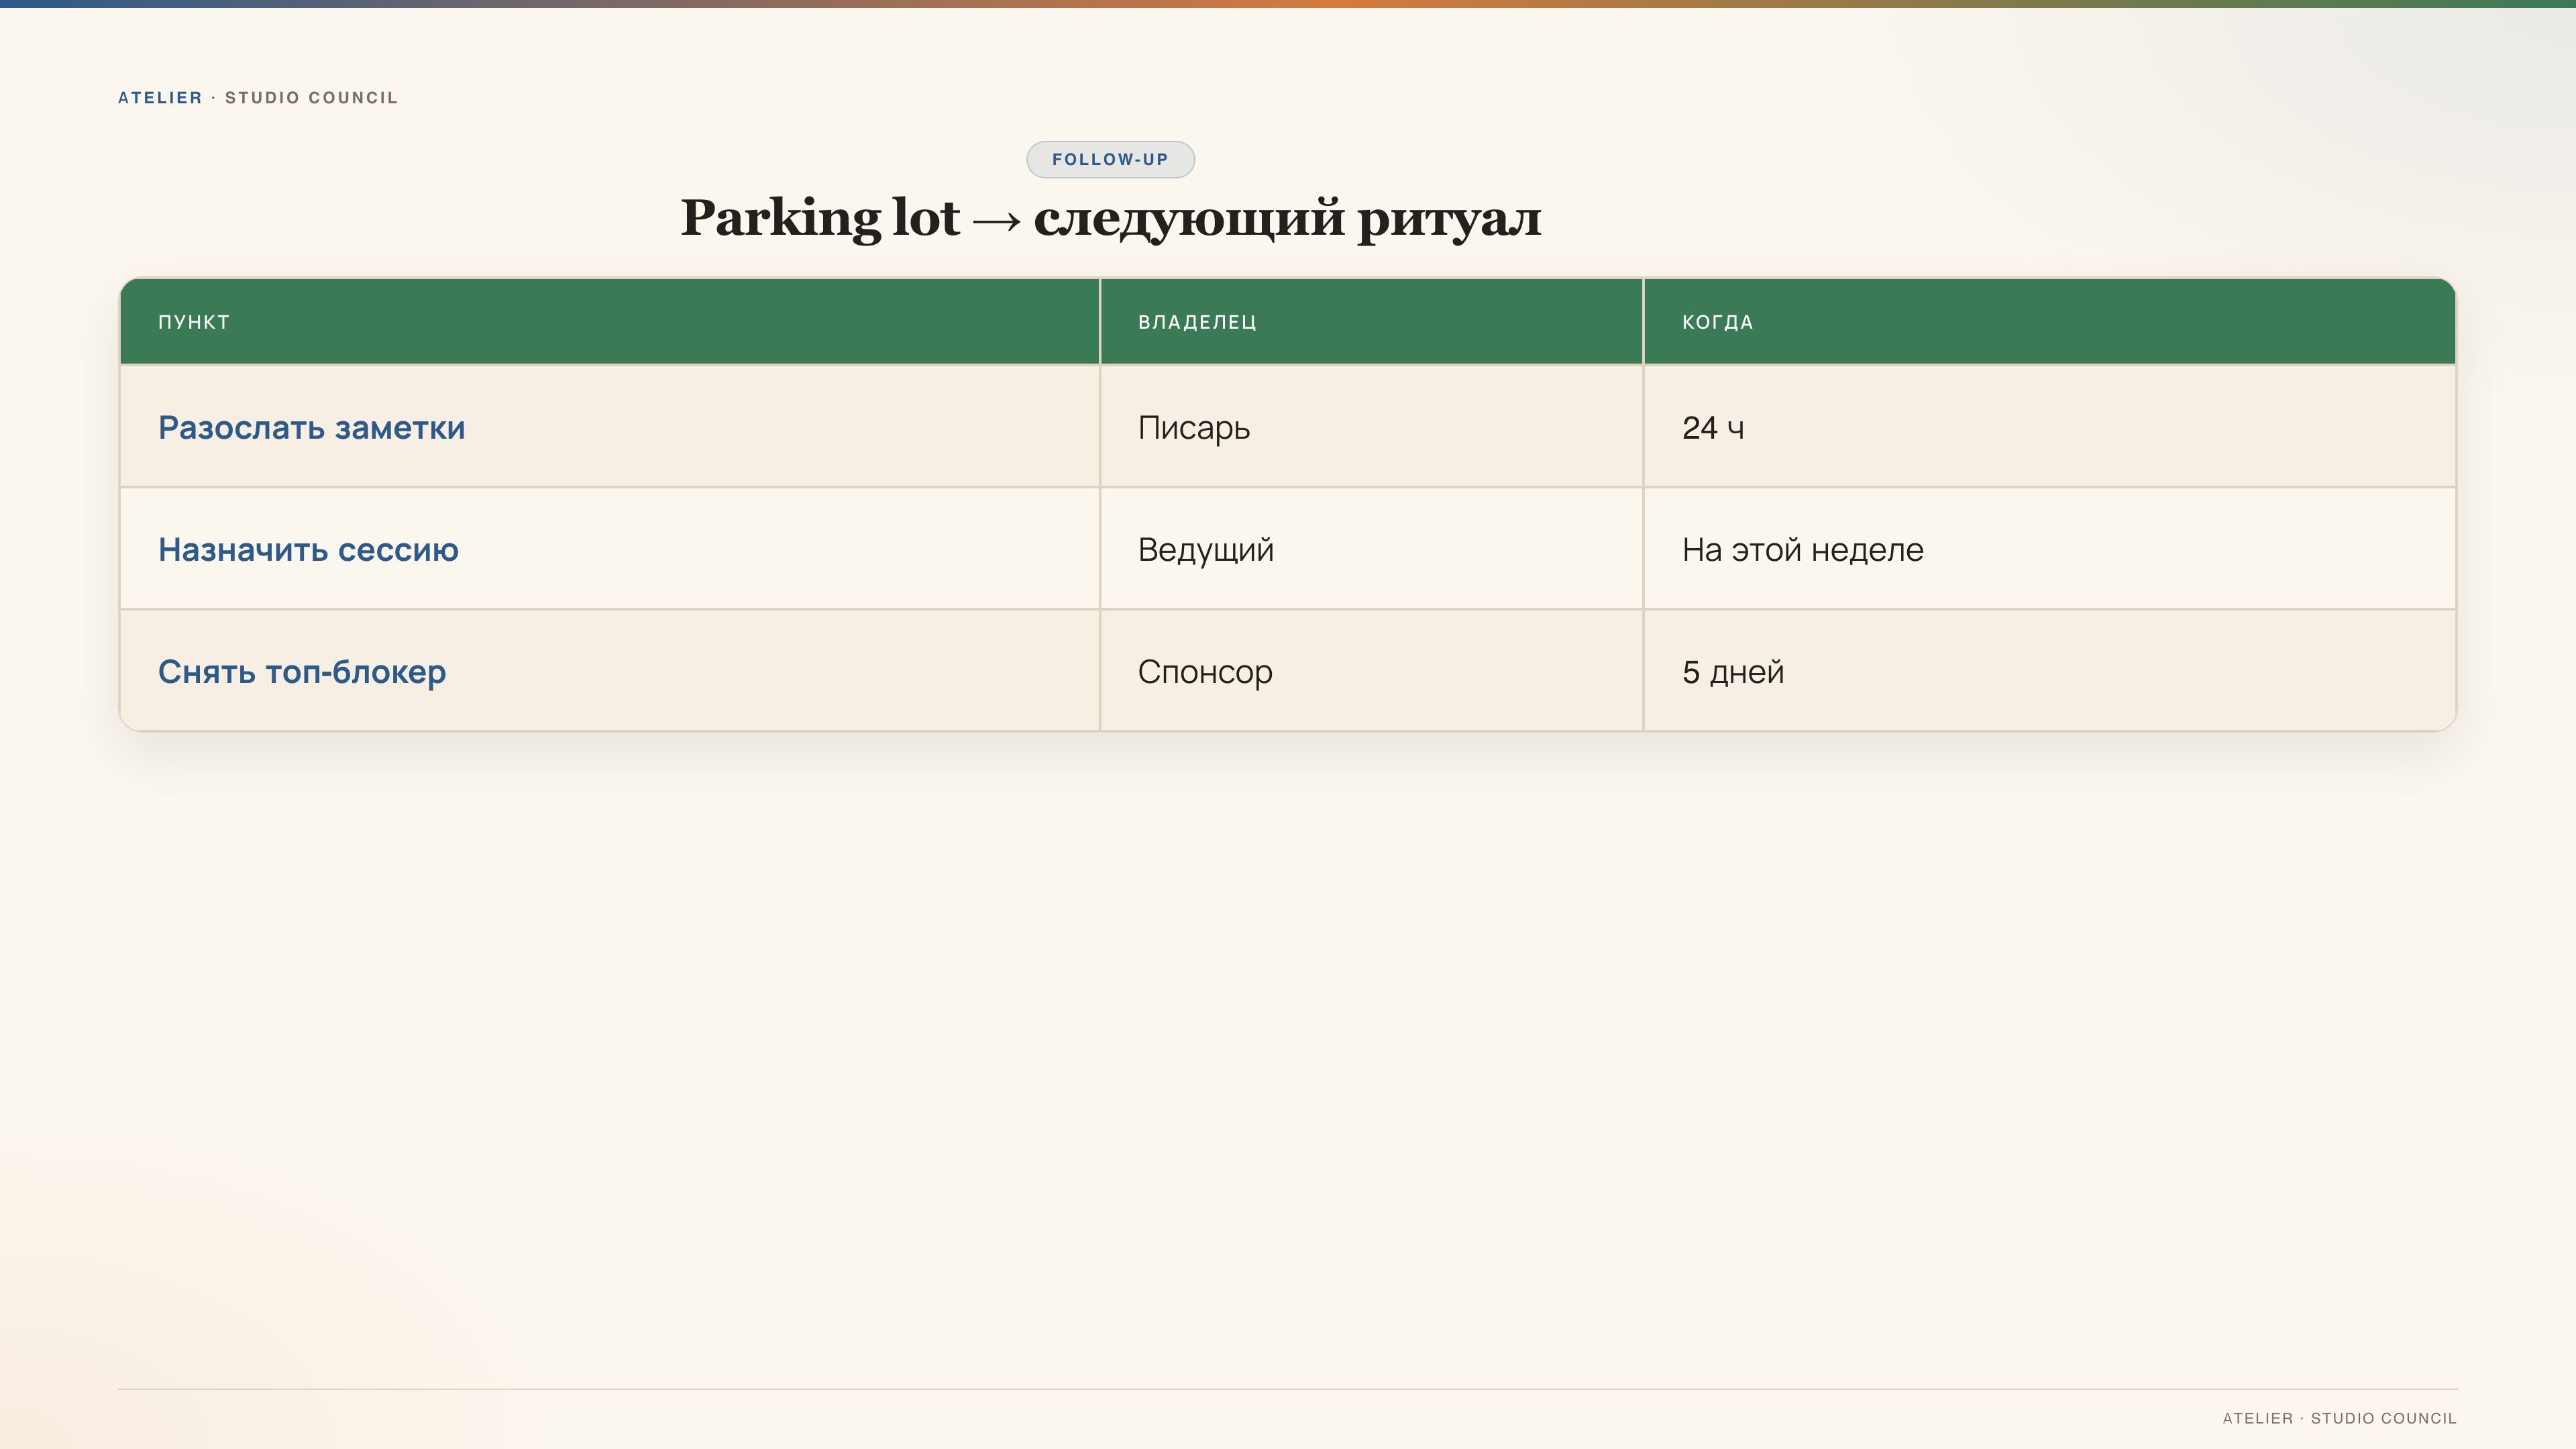 ATELIER · STUDIO COUNCIL
FOLLOW-UP
Parking lot → следующий ритуал
ПУНКТ ВЛАДЕЛЕЦ КОГДА
Разослать заметки Писарь 24 ч
Назначить сессию Ведущий На этой неделе
Снять топ-блокер Спонсор 5 дней
ATELIER · STUDIO COUNCIL